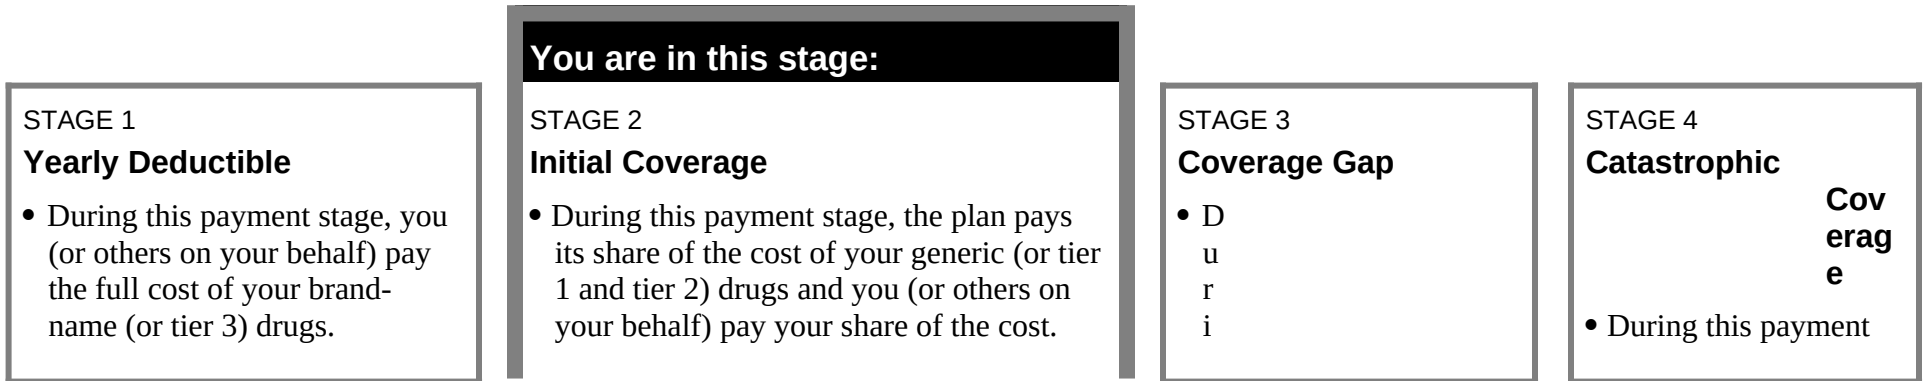 You are in this stage:
STAGE 1
Yearly Deductible
• During this payment stage, you
(or others on your behalf) pay
the full cost of your brand-
name (or tier 3) drugs.
STAGE 2
Initial Coverage
• During this payment stage, the plan pays
its share of the cost of your generic (or tier
1 and tier 2) drugs and you (or others on
your behalf) pay your share of the cost.
STAGE 3
Coverage Gap
• D
u
r
i
STAGE 4
Catastrophic
Cov
erag
e
• During this payment